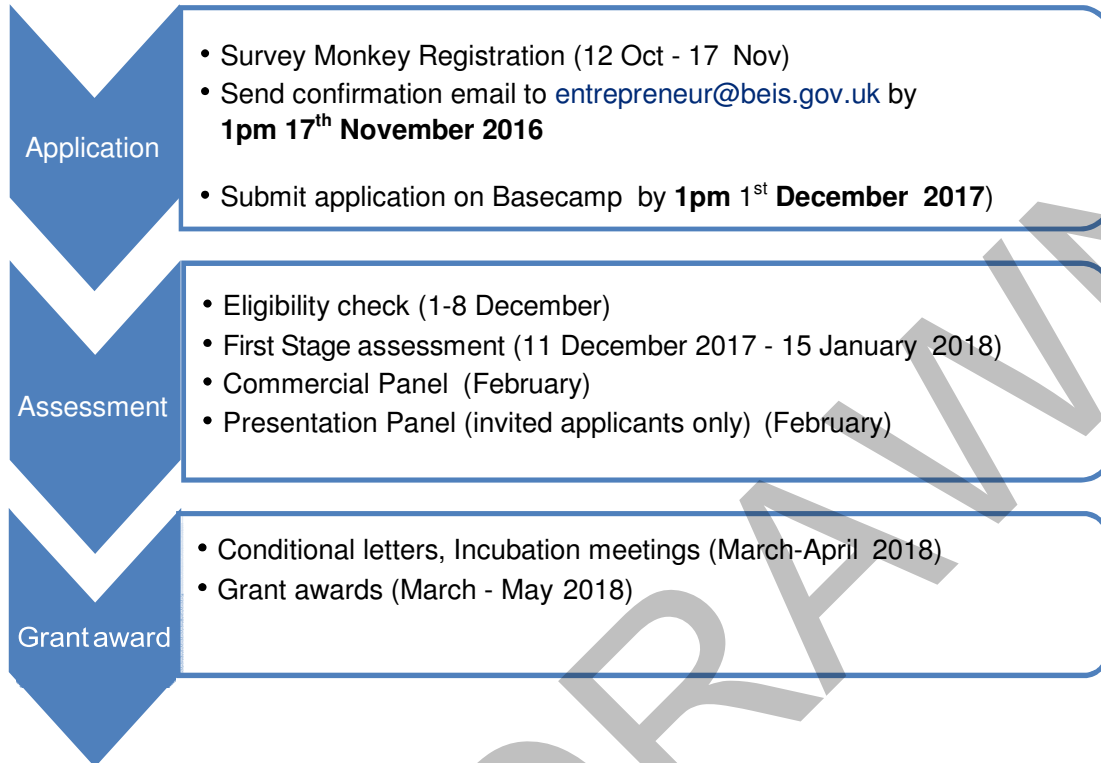 Application
• Survey Monkey Registration (12 Oct - 17 Nov)
• Send confirmation email to entrepreneur@beis.gov.uk by
1pm 17th November 2016
• Submit application on Basecamp by 1pm 1st December 2017)
Assessment
• Eligibility check (1-8 December)
• First Stage assessment (11 December 2017 - 15 January 2018)
• Commercial Panel (February)
• Presentation Panel (invited applicants only) (February)
Grant award
• Conditional letters, Incubation meetings (March-April 2018)
• Grant awards (March - May 2018)
DRAWN